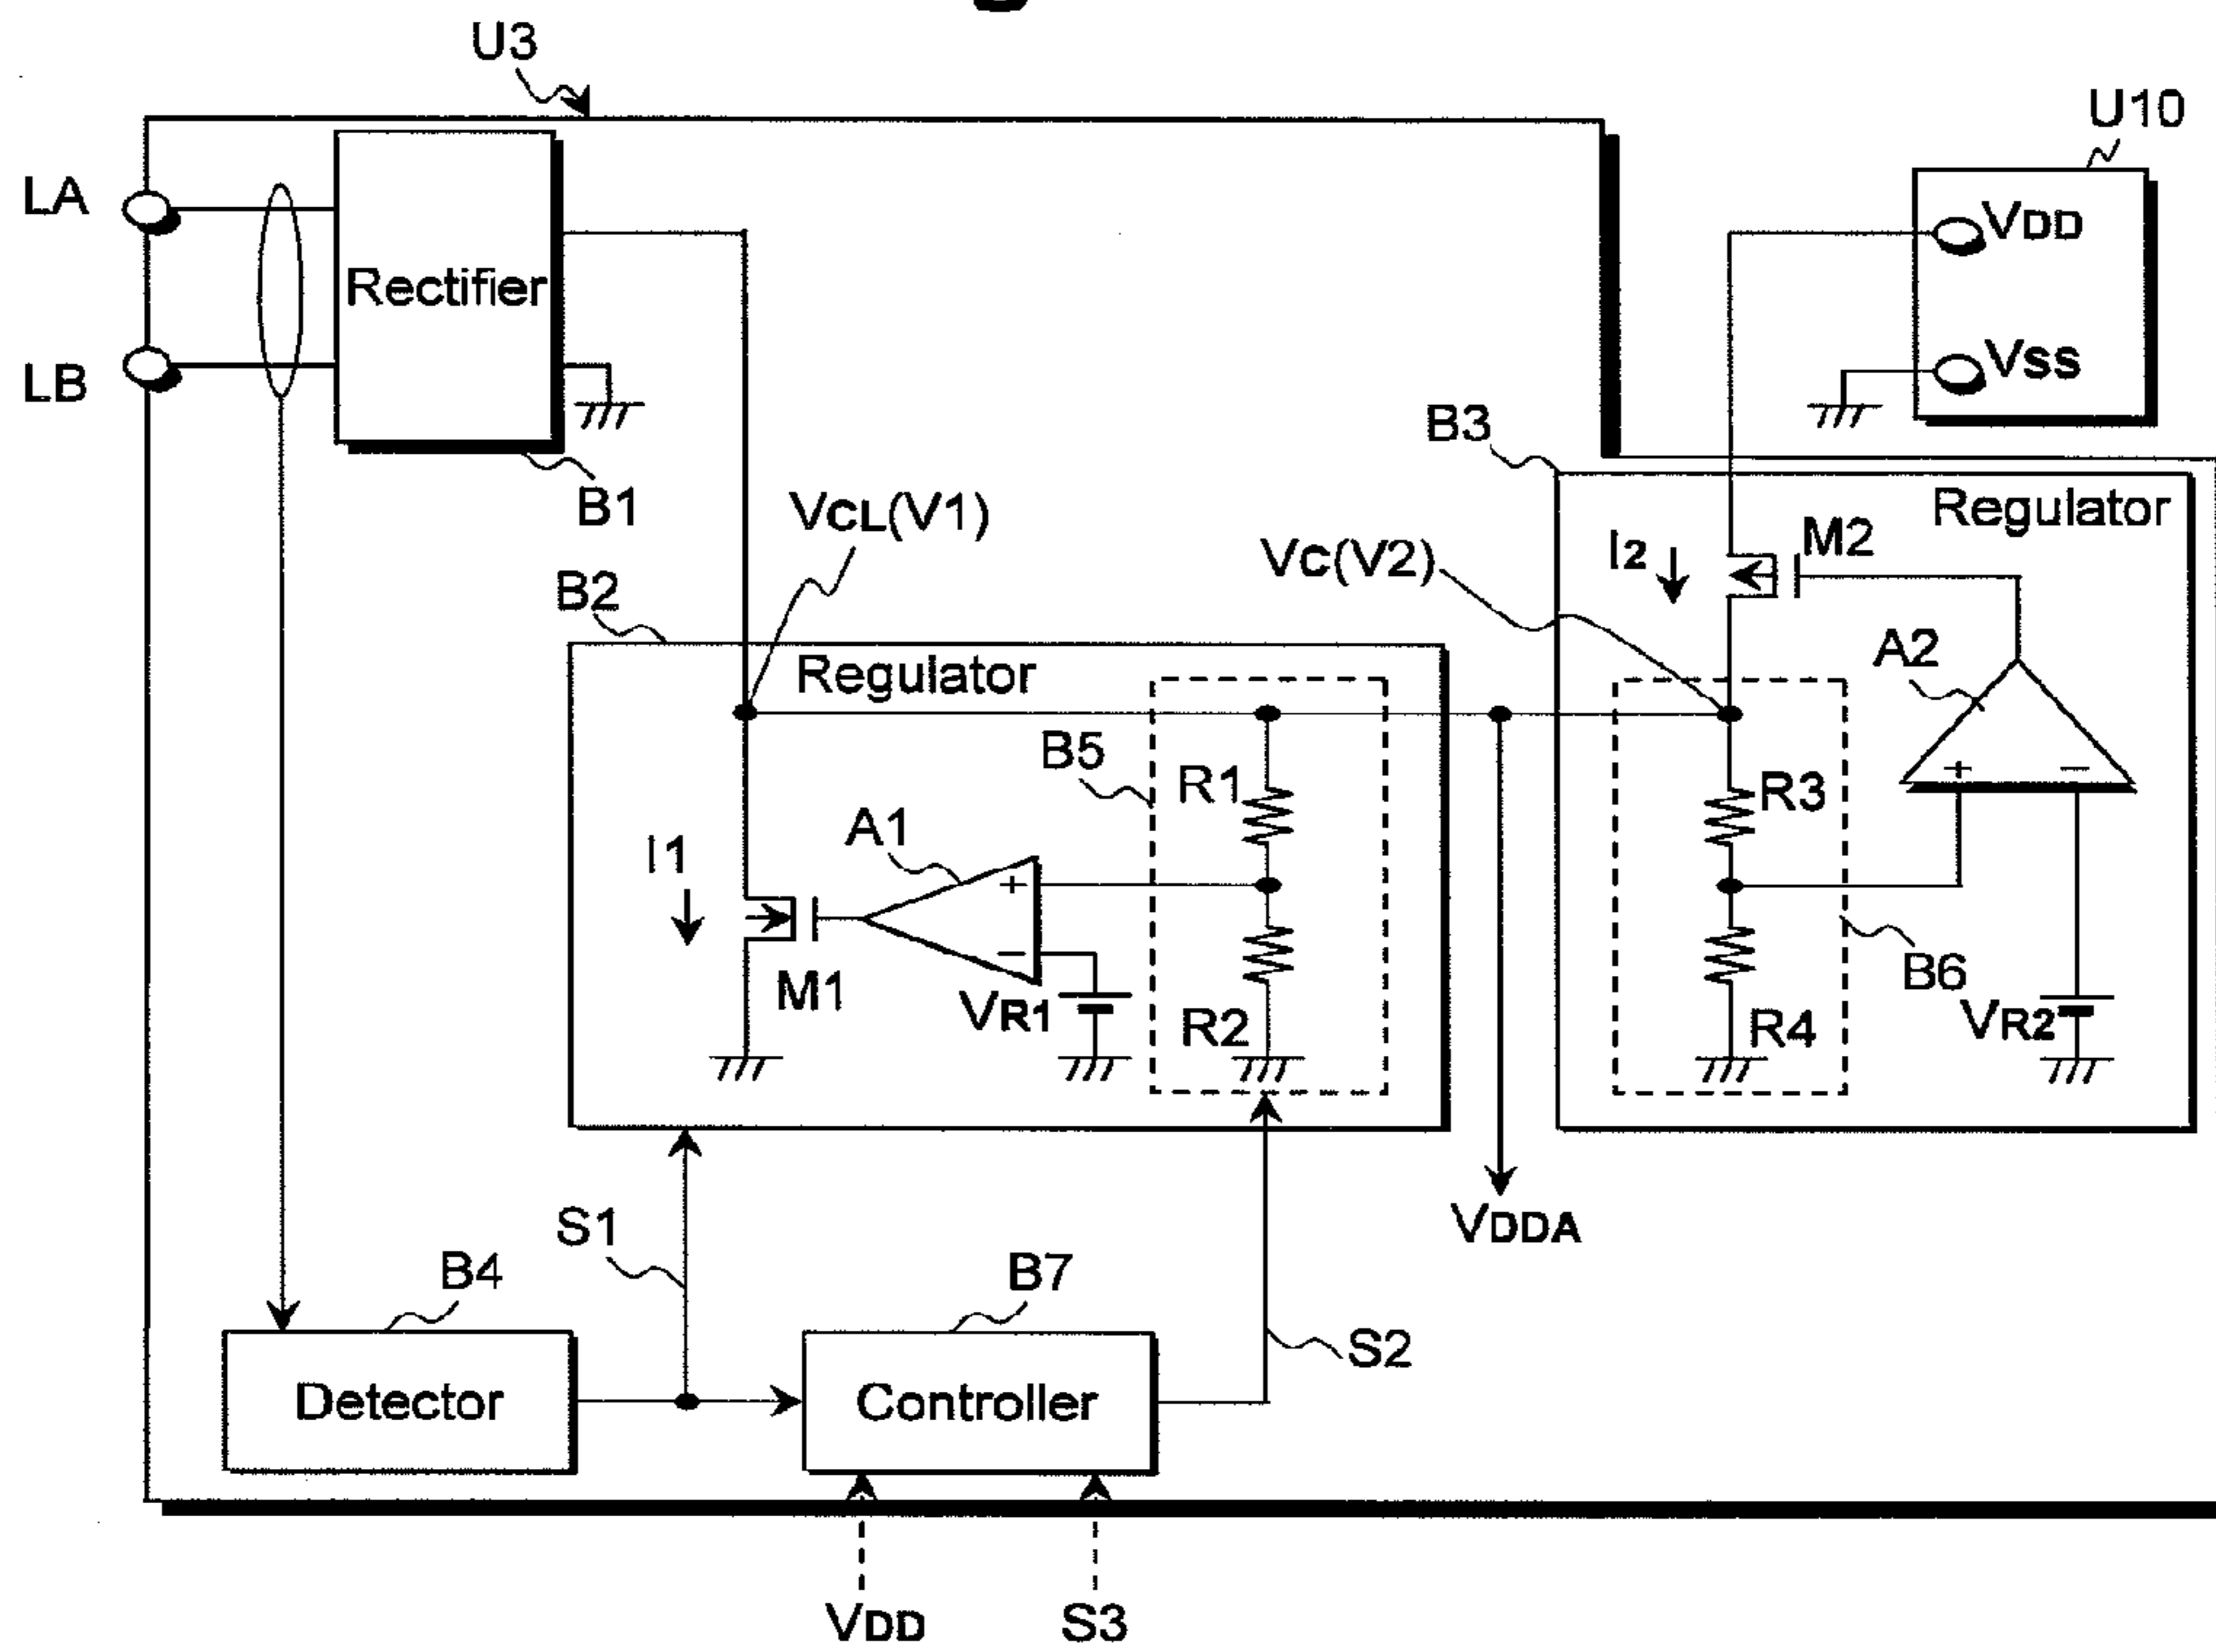 U3
U10
LA
VDD
Rectifier
LB
VSS
B3
B1
VCL(V1)
Regulator
I2
M2
VC(V2)
B2
A2
Regulator
B5
R1
R3
+
−
A1
I1
+
−
M1
VR1
R2
B6
R4
VR2
S1
VDDA
B4
B7
S2
Detector
Controller
VDD
S3